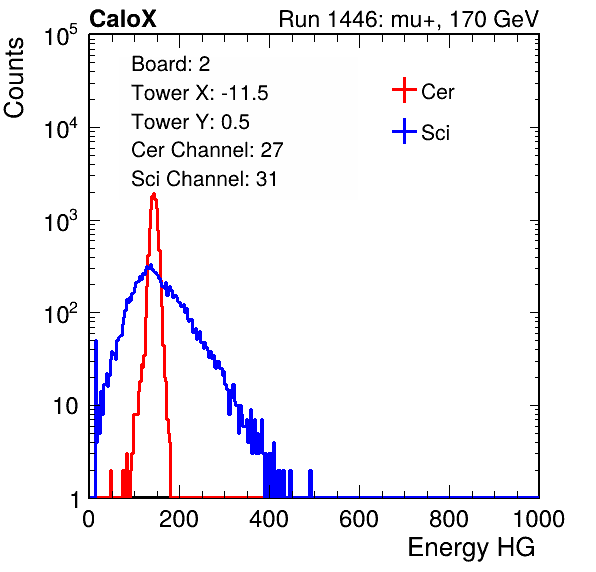 CaloX Run 1446: mu+, 170 GeV
Counts
10^5
10^4
10^3
10^2
10
1
Board: 2
Tower X: -11.5
Tower Y: 0.5
Cer Channel: 27
Sci Channel: 31
Cer
Sci
0 200 400 600 800 1000
Energy HG